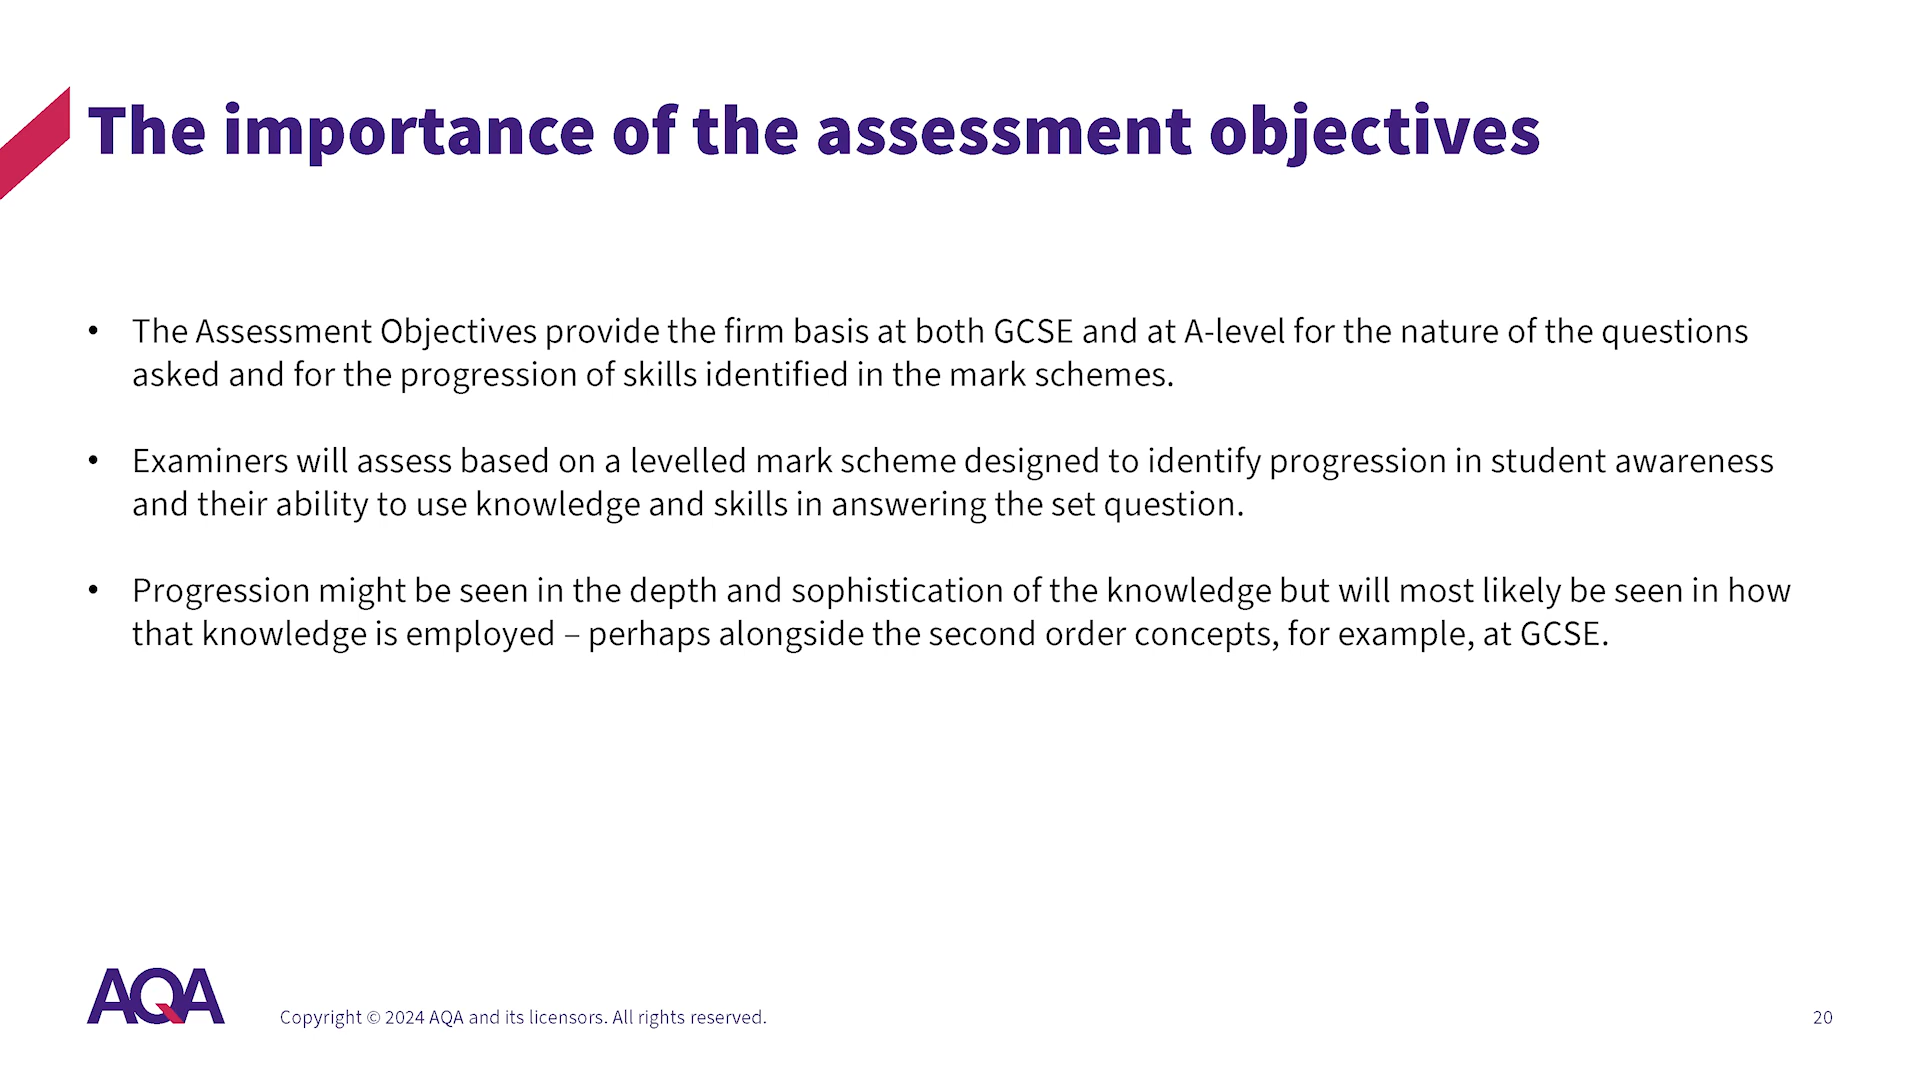 The importance of the assessment objectives
• The Assessment Objectives provide the firm basis at both GCSE and at A-level for the nature of the questions
asked and for the progression of skills identified in the mark schemes.
• Examiners will assess based on a levelled mark scheme designed to identify progression in student awareness
and their ability to use knowledge and skills in answering the set question.
• Progression might be seen in the depth and sophistication of the knowledge but will most likely be seen in how
that knowledge is employed – perhaps alongside the second order concepts, for example, at GCSE.
AQA
Copyright © 2024 AQA and its licensors. All rights reserved.
20